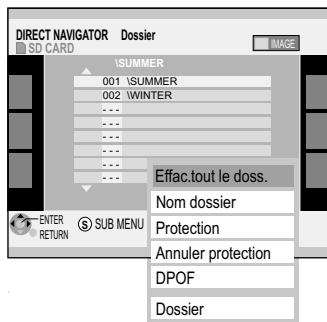 DIRECT NAVIGATOR Dossier
SD CARD
IMAGE
\SUMMER
001 \SUMMER
002 \WINTER
---
---
---
---
---
---
Effac.tout le doss.
Nom dossier
Protection
Annuler protection
DPOF
Dossier
ENTER
RETURN
S SUB MENU